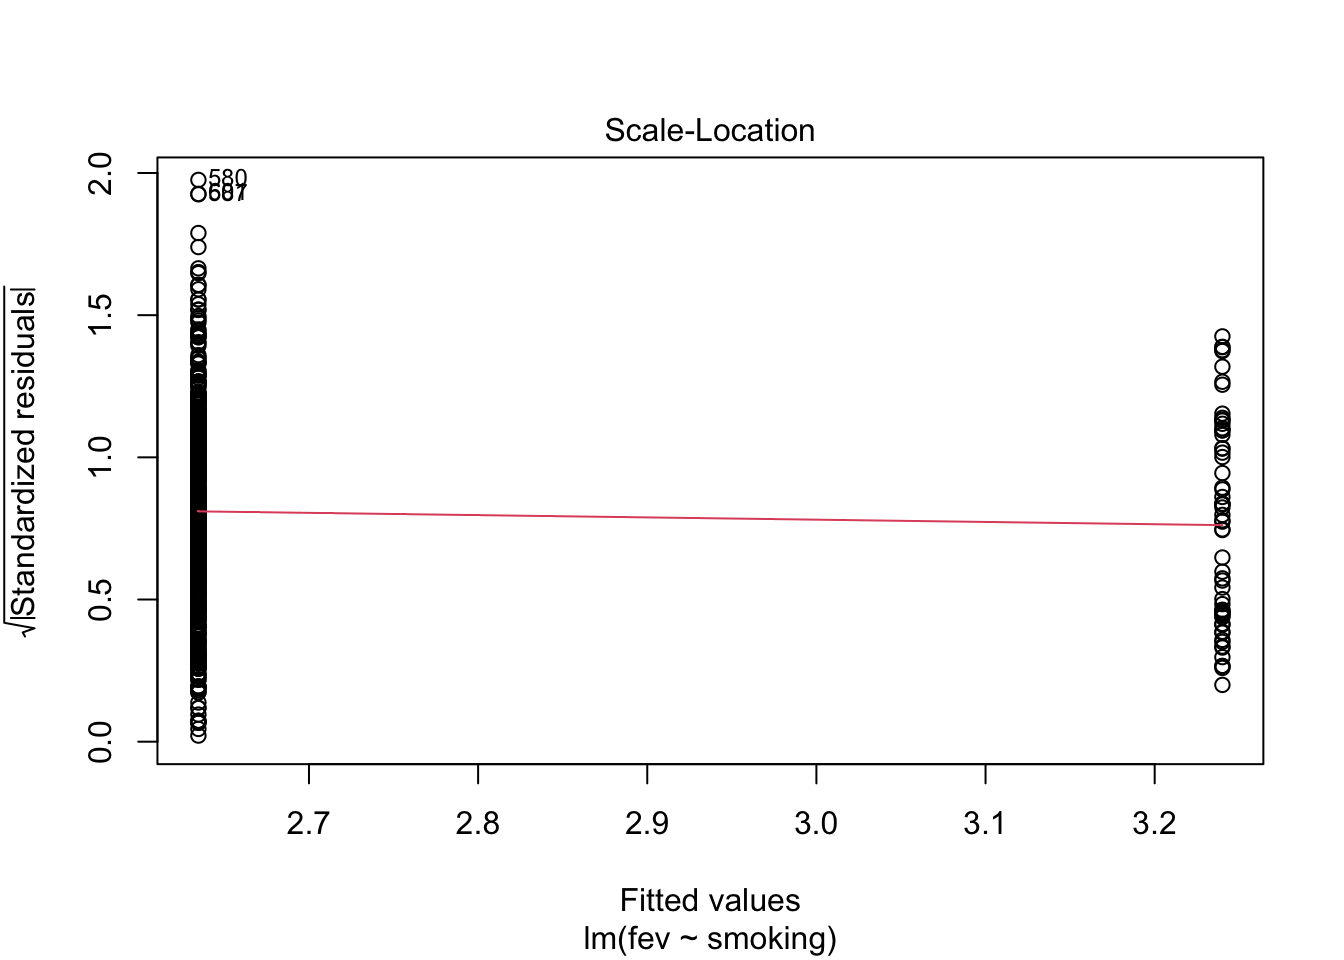 Scale-Location
580
2.0
1.5
1.0
0.5
0.0
√|Standardized residuals|
2.7 2.8 2.9 3.0 3.1 3.2
Fitted values
lm(fev ~ smoking)